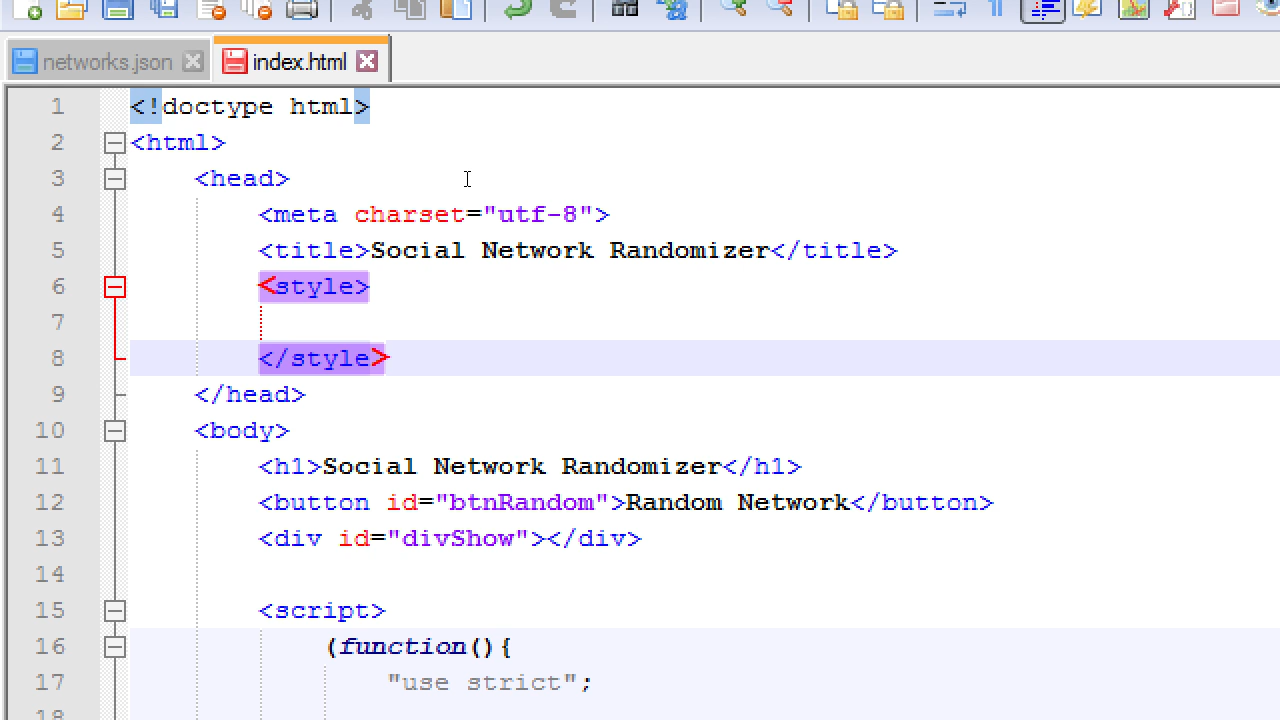 networks.json index.html
1 <!doctype html>
2 <html>
3 <head>
4 <meta charset="utf-8">
5 <title>Social Network Randomizer</title>
6 <style>
7
8 </style>
9 </head>
10 <body>
11 <h1>Social Network Randomizer</h1>
12 <button id="btnRandom">Random Network</button>
13 <div id="divShow"></div>
14
15 <script>
16 (function(){
17 "use strict";
18